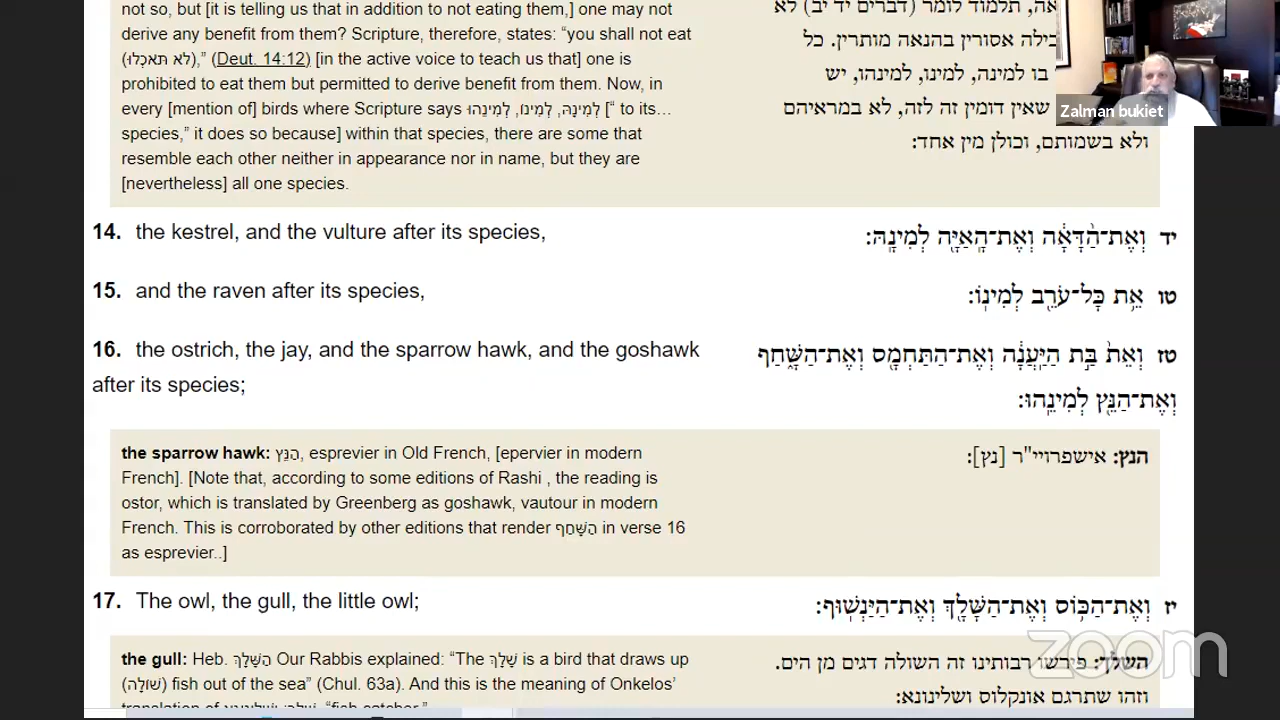 not so, but [it is telling us that in addition to not eating them,] one may not
derive any benefit from them? Scripture, therefore, states: “you shall not eat
(לֹא תֹּאכְלוּ),” (Deut. 14:12) [in the active voice to teach us that] one is
prohibited to eat them but permitted to derive benefit from them. Now, in
every [mention of] birds where Scripture says לְמִינָהּ, לְמִינוֹ, לְמִינֵהוּ [“ to its…
species,” it does so because] within that species, there are some that
resemble each other neither in appearance nor in name, but they are
[nevertheless] all one species.
אה, תלמוד לומר (דברים יד יב) לא
בילה אסורין בהנאה מותרין. כל
בו למינה, למינו, למינהו, יש
שאין דומין זה לזה, לא במראיהם
ולא בשמותם, וכולן מין אחד:
Zalman bukiet
14. the kestrel, and the vulture after its species,
יד וְאֶת־הַ֨דָּאָ֔ה וְאֶת־הָֽאַיָּ֖ה לְמִינָֽהּ:
15. and the raven after its species,
טו אֵ֥ת כָּל־עֹרֵ֖ב לְמִינֽוֹ:
16. the ostrich, the jay, and the sparrow hawk, and the goshawk
after its species;
טז וְאֵת֙ בַּ֣ת הַיַּֽעֲנָ֔ה וְאֶת־הַתַּחְמָ֖ס וְאֶת־הַשָּׁ֑חַף
וְאֶת־הַנֵּ֖ץ לְמִינֵֽהוּ:
the sparrow hawk: הַנֵּץ, esprevier in Old French, [epervier in modern
French]. [Note that, according to some editions of Rashi , the reading is
ostor, which is translated by Greenberg as goshawk, vautour in modern
French. This is corroborated by other editions that render הַשָּׁחַף in verse 16
as esprevier..]
הנץ: אישפרויי"ר [נץ]:
17. The owl, the gull, the little owl;
יז וְאֶת־הַכּ֥וֹס וְאֶת־הַשָּׁלָ֖ךְ וְאֶת־הַיַּנְשֽׁוּף:
the gull: Heb. הַשָּׁלָךְ Our Rabbis explained: “The שָׁלָךְ is a bird that draws up
(שׁוֹלֶה) fish out of the sea” (Chul. 63a). And this is the meaning of Onkelos’
השלך: פירשו רבותינו זה השולה דגים מן הים.
וזהו שתרגם אונקלוס ושלינונא:
zoom